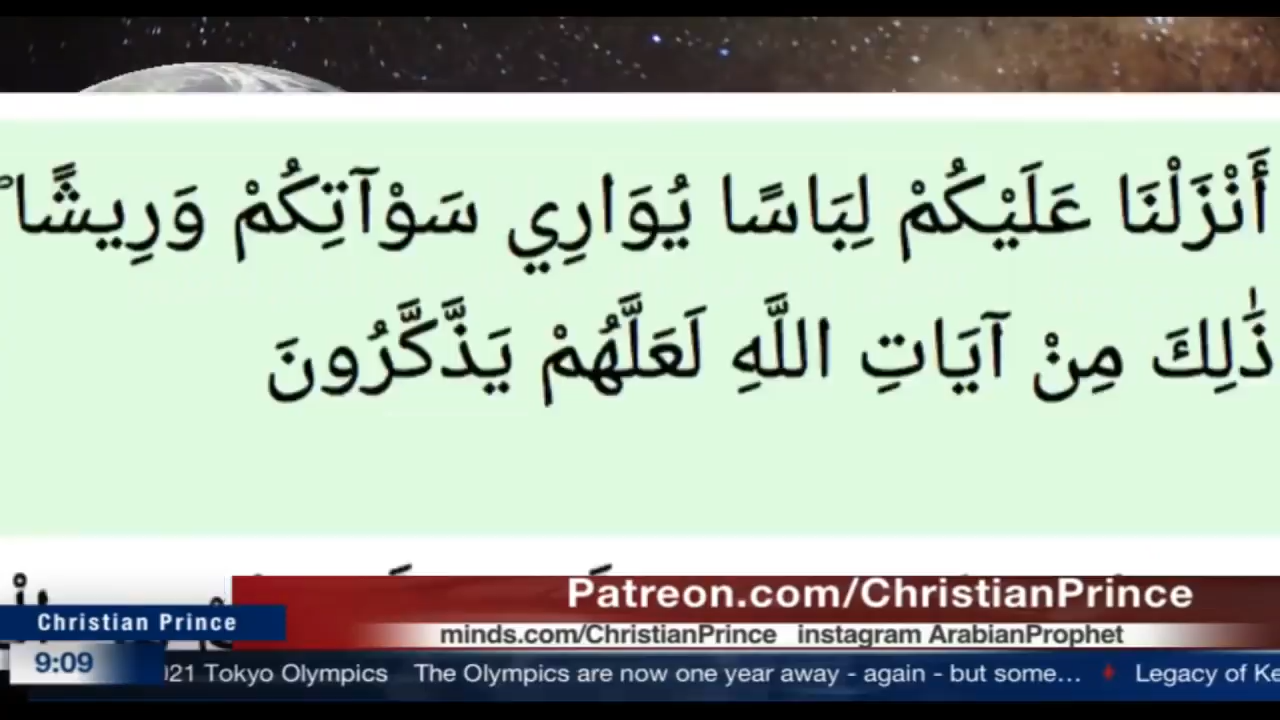 أَنْزَلْنَا عَلَيْكُمْ لِبَاسًا يُوَارِي سَوْآتِكُمْ وَرِيشًا ۖ
ذَٰلِكَ مِنْ آيَاتِ اللَّهِ لَعَلَّهُمْ يَذَّكَّرُونَ
Patreon.com/ChristianPrince
Christian Prince
minds.com/ChristianPrince instagram ArabianProphet
9:09
021 Tokyo Olympics The Olympics are now one year away - again - but some... Legacy of Ke